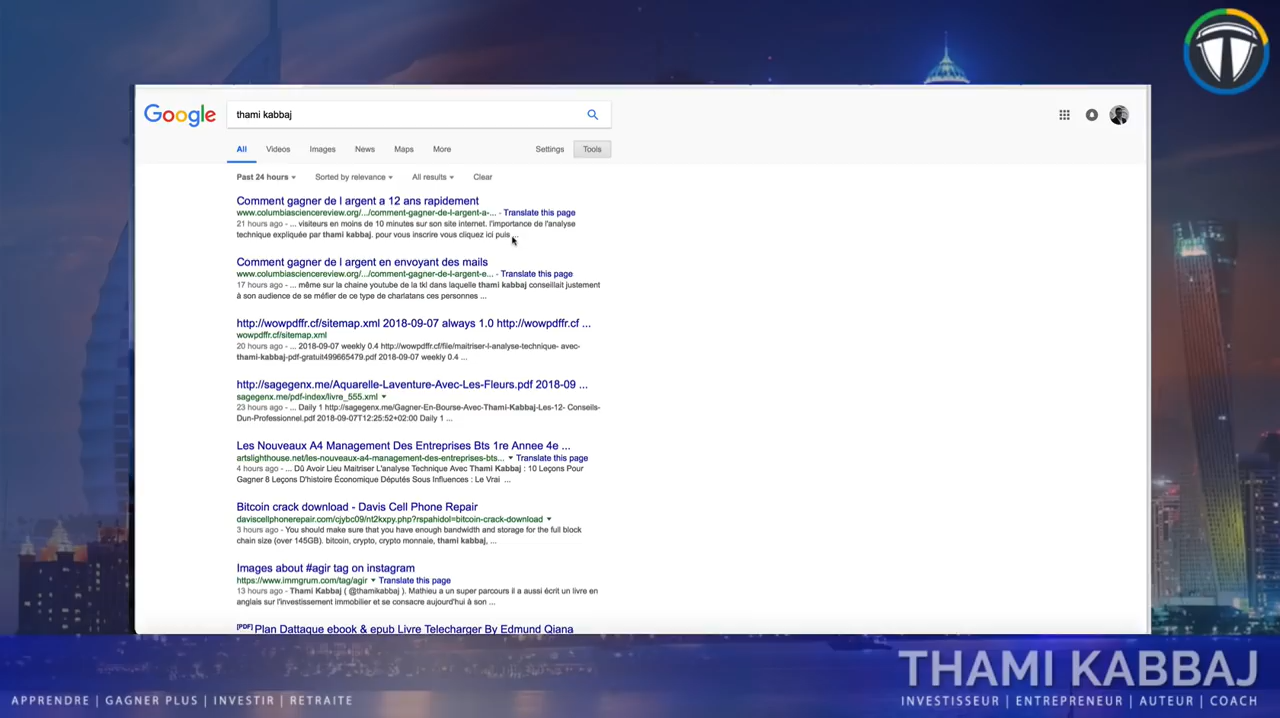 Google
thami kabbaj
All Videos Images News Maps More Settings Tools
Past 24 hours Sorted by relevance All results Clear
Comment gagner de l argent a 12 ans rapidement
www.columbiasciencereview.org/.../comment-gagner-de-l-argent-a-... - Translate this page
21 hours ago - ... visiteurs en moins de 10 minutes sur son site internet. l'importance de l'analyse
technique expliquée par thami kabbaj. pour vous inscrire vous cliquez ici puis ...
Comment gagner de l argent en envoyant des mails
www.columbiasciencereview.org/.../comment-gagner-de-l-argent-e... - Translate this page
17 hours ago - ... même sur la chaine youtube de la tkl dans laquelle thami kabbaj conseillait justement
à son audience de se méfier de ce type de charlatans ces personnes ...
http://wowpdffr.cf/sitemap.xml 2018-09-07 always 1.0 http://wowpdffr.cf ...
wowpdffr.cf/sitemap.xml
20 hours ago - ... 2018-09-07 weekly 0.4 http://wowpdffr.cf/file/maitriser-l-analyse-technique- avec-
thami-kabbaj-pdf-gratuit499665479.pdf 2018-09-07 weekly 0.4 ...
http://sagegenx.me/Aquarelle-Laventure-Avec-Les-Fleurs.pdf 2018-09 ...
sagegenx.me/pdf-index/livre_555.xml
23 hours ago - ... Daily 1 http://sagegenx.me/Gagner-En-Bourse-Avec-Thami-Kabbaj-Les-12- Conseils-
Dun-Professionnel.pdf 2018-09-07T12:25:52+02:00 Daily 1 ...
Les Nouveaux A4 Management Des Entreprises Bts 1re Annee 4e ...
artslighthouse.net/les-nouveaux-a4-management-des-entreprises-bts... Translate this page
4 hours ago - ... Dû Avoir Lieu Maitriser L'analyse Technique Avec Thami Kabbaj : 10 Leçons Pour
Gagner 8 Leçons D'histoire Économique Députés Sous Influences : Le Vrai ...
Bitcoin crack download - Davis Cell Phone Repair
daviscellphonerepair.com/cjybc09/nt2kxpy.php?rspahidol=bitcoin-crack-download
3 hours ago - You should make sure that you have enough bandwidth and storage for the full block
chain size (over 145GB). bitcoin, crypto, crypto monnaie, thami kabbaj, ...
Images about #agir tag on instagram
https://www.immgrum.com/tag/agir Translate this page
13 hours ago - Thami Kabbaj ( @thamikabbaj ). Mathieu a un super parcours il a aussi écrit un livre en
anglais sur l'investissement immobilier et se consacre aujourd'hui à son ...
[PDF] Plan Dattaque ebook & epub Livre Telecharger By Edmund Qiana
THAMI KABBAJ
APPRENDRE | GAGNER PLUS | INVESTIR | RETRAITE
INVESTISSEUR | ENTREPRENEUR | AUTEUR | COACH